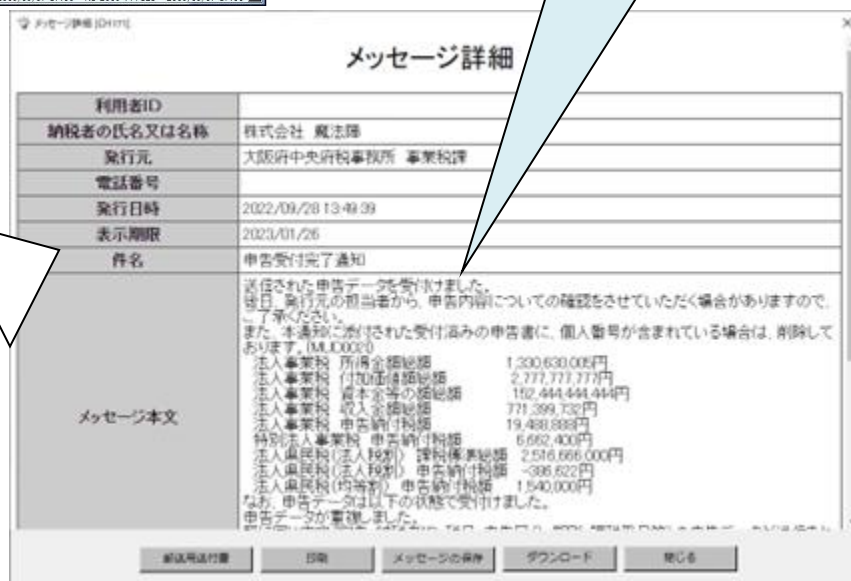 メッセージ詳細 [CH171]
メッセージ詳細
利用者ID
納税者の氏名又は名称 株式会社 魔法陣
発行元 大阪府中央府税事務所 事業税課
電話番号
発行日時 2022/09/28 13:49:39
表示期限 2023/01/26
件名 申告受付完了通知
メッセージ本文
送信された申告データを受付けました。
後日、発行元の担当者から、申告内容についての確認をさせていただく場合がありますので、
ご了承ください。
また、本通知に添付された受付済みの申告書に、個人番号が含まれている場合は、削除して
おります。(MUD0020)
法人事業税 所得金額総額 1,330,630,005円
法人事業税 付加価値額総額 2,777,777,777円
法人事業税 資本金等の額総額 152,444,444,444円
法人事業税 収入金額総額 771,399,732円
法人事業税 申告納付税額 19,488,888円
特別法人事業税 申告納付税額 6,662,400円
法人県民税(法人税割) 課税標準総額 2,516,666,000円
法人県民税(法人税割) 申告納付税額 -386,622円
法人県民税(均等割) 申告納付税額 1,540,000円
なお、申告データは以下の状態で受付けました。
申告データが重複しました。
郵送用送付書 印刷 メッセージの保存 ダウンロード 閉じる